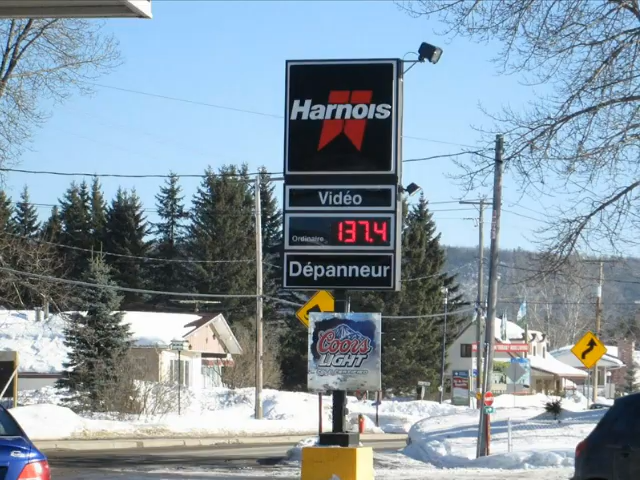 Harnois
Vidéo
Ordinaire 137.4
Dépanneur
Coors
LIGHT